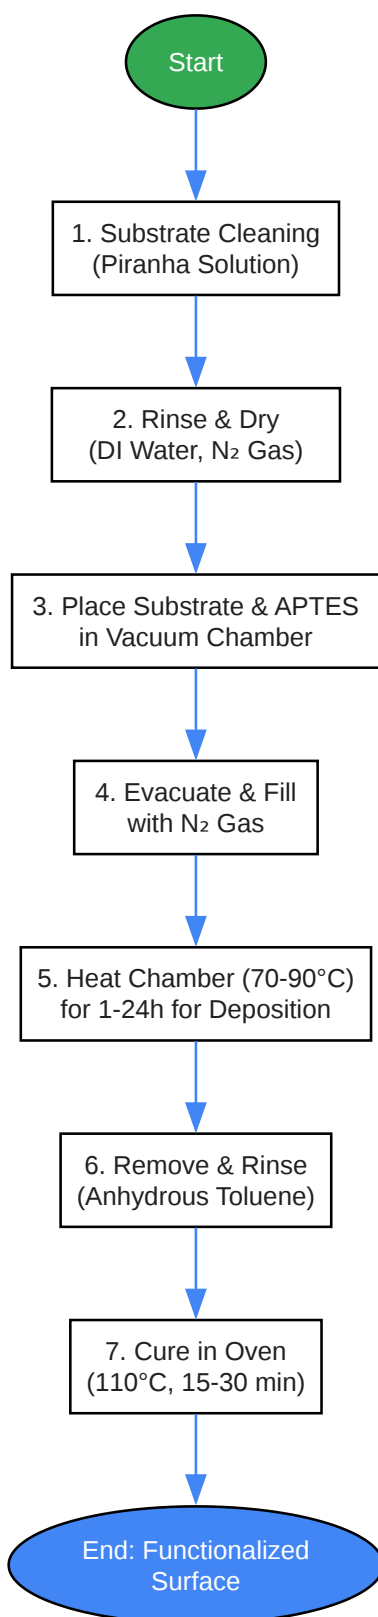 Start
1. Substrate Cleaning
(Piranha Solution)
2. Rinse & Dry
(DI Water, N₂ Gas)
3. Place Substrate & APTES
in Vacuum Chamber
4. Evacuate & Fill
with N₂ Gas
5. Heat Chamber (70-90°C)
for 1-24h for Deposition
6. Remove & Rinse
(Anhydrous Toluene)
7. Cure in Oven
(110°C, 15-30 min)
End: Functionalized
Surface